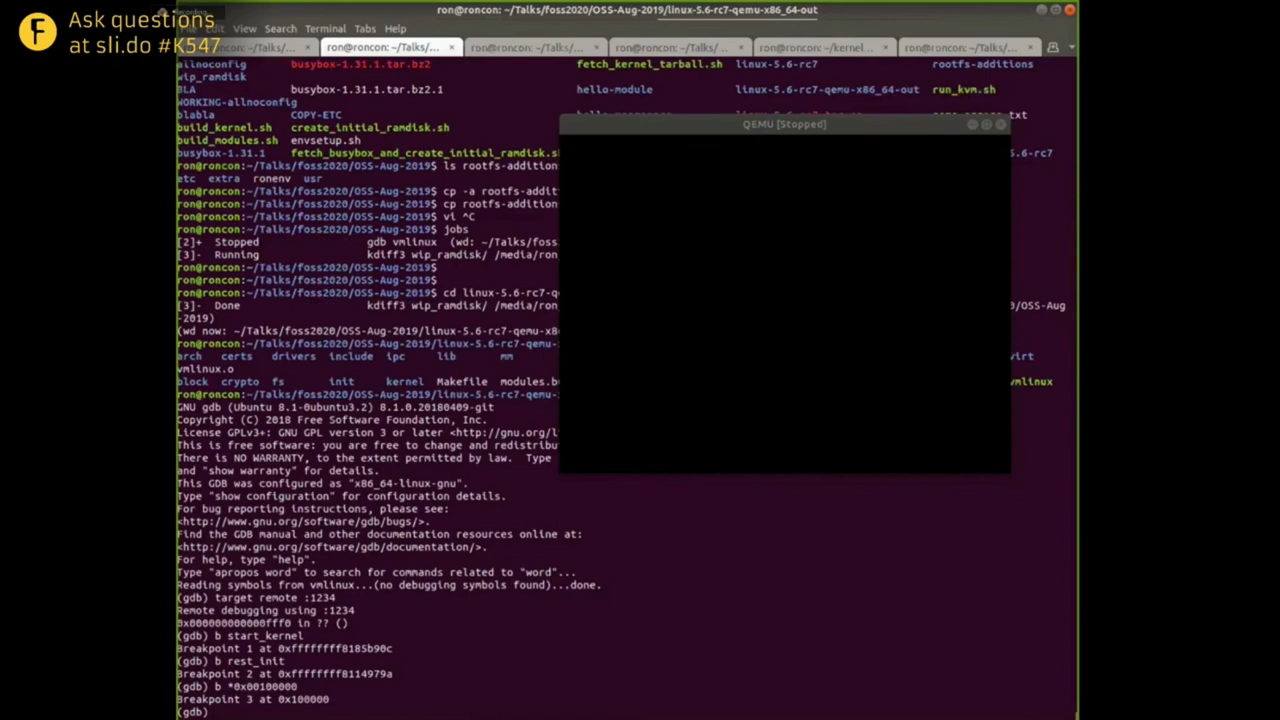 Ask questions
at sli.do #K547
ron@roncon: ~/Talks/foss2020/OSS-Aug-2019/linux-5.6-rc7-qemu-x86_64-out
Edit View Search Terminal Tabs Help
ron@roncon: ~/Talks/...
ron@roncon: ~/Talks/...
ron@roncon: ~/Talks/...
ron@roncon: ~/kernel...
ron@roncon: ~/Talks/...
allnoconfig busybox-1.31.1.tar.bz2 fetch_kernel_tarball.sh linux-5.6-rc7 rootfs-additions
wip_ramdisk
BLA busybox-1.31.1.tar.bz2.1 hello-module linux-5.6-rc7-qemu-x86_64-out run_kvm.sh
WORKING-allnoconfig
blabla COPY-ETC .txt
build_kernel.sh create_initial_ramdisk.sh
QEMU [Stopped]
build_modules.sh envsetup.sh
busybox-1.31.1 fetch_busybox_and_create_initial_ramdisk.s 5.6-rc7
ron@roncon:~/Talks/foss2020/OSS-Aug-2019$ ls rootfs-addition
etc extra ronenv usr
ron@roncon:~/Talks/foss2020/OSS-Aug-2019$ cp -a rootfs-addit
ron@roncon:~/Talks/foss2020/OSS-Aug-2019$ cp rootfs-addition
ron@roncon:~/Talks/foss2020/OSS-Aug-2019$ vi ^C
ron@roncon:~/Talks/foss2020/OSS-Aug-2019$ jobs
[2]+ Stopped gdb vmlinux (wd: ~/Talks/foss
[3]- Running kdiff3 wip_ramdisk/ /media/ron
ron@roncon:~/Talks/foss2020/OSS-Aug-2019$
ron@roncon:~/Talks/foss2020/OSS-Aug-2019$
ron@roncon:~/Talks/foss2020/OSS-Aug-2019$ cd linux-5.6-rc7-q
[3]- Done kdiff3 wip_ramdisk/ /media/ron 0/OSS-Aug
-2019)
(wd now: ~/Talks/foss2020/OSS-Aug-2019/linux-5.6-rc7-qemu-x8
ron@roncon:~/Talks/foss2020/OSS-Aug-2019/linux-5.6-rc7-qemu-
arch certs drivers include ipc lib mm virt
vmlinux.o
block crypto fs init kernel Makefile modules.bu vmlinux
ron@roncon:~/Talks/foss2020/OSS-Aug-2019/linux-5.6-rc7-qemu-
GNU gdb (Ubuntu 8.1-0ubuntu3.2) 8.1.0.20180409-git
Copyright (C) 2018 Free Software Foundation, Inc.
License GPLv3+: GNU GPL version 3 or later <http://gnu.org/l
This is free software: you are free to change and redistribu
There is NO WARRANTY, to the extent permitted by law. Type
and "show warranty" for details.
This GDB was configured as "x86_64-linux-gnu".
Type "show configuration" for configuration details.
For bug reporting instructions, please see:
<http://www.gnu.org/software/gdb/bugs/>.
Find the GDB manual and other documentation resources online at:
<http://www.gnu.org/software/gdb/documentation/>.
For help, type "help".
Type "apropos word" to search for commands related to "word"...
Reading symbols from vmlinux...(no debugging symbols found)...done.
(gdb) target remote :1234
Remote debugging using :1234
0x000000000000fff0 in ?? ()
(gdb) b start_kernel
Breakpoint 1 at 0xffffffff8185b90c
(gdb) b rest_init
Breakpoint 2 at 0xffffffff8114979a
(gdb) b *0x00100000
Breakpoint 3 at 0x100000
(gdb)